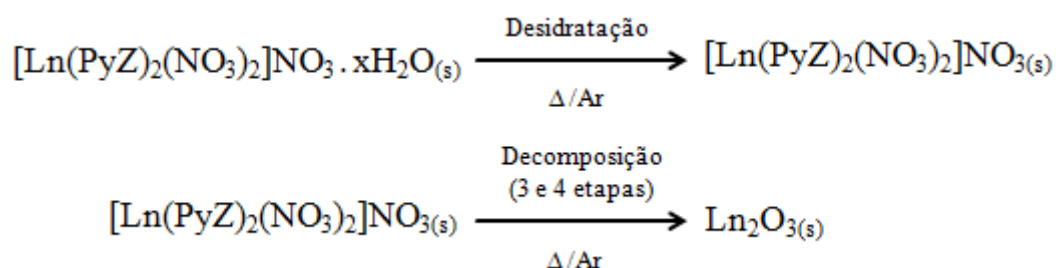 Desidratação
[Ln(PyZ)₂(NO₃)₂]NO₃.xH₂O₍ₛ₎ [Ln(PyZ)₂(NO₃)₂]NO₃₍ₛ₎
Δ/Ar
Decomposição
(3 e 4 etapas)
[Ln(PyZ)₂(NO₃)₂]NO₃₍ₛ₎ Ln₂O₃₍ₛ₎
Δ/Ar